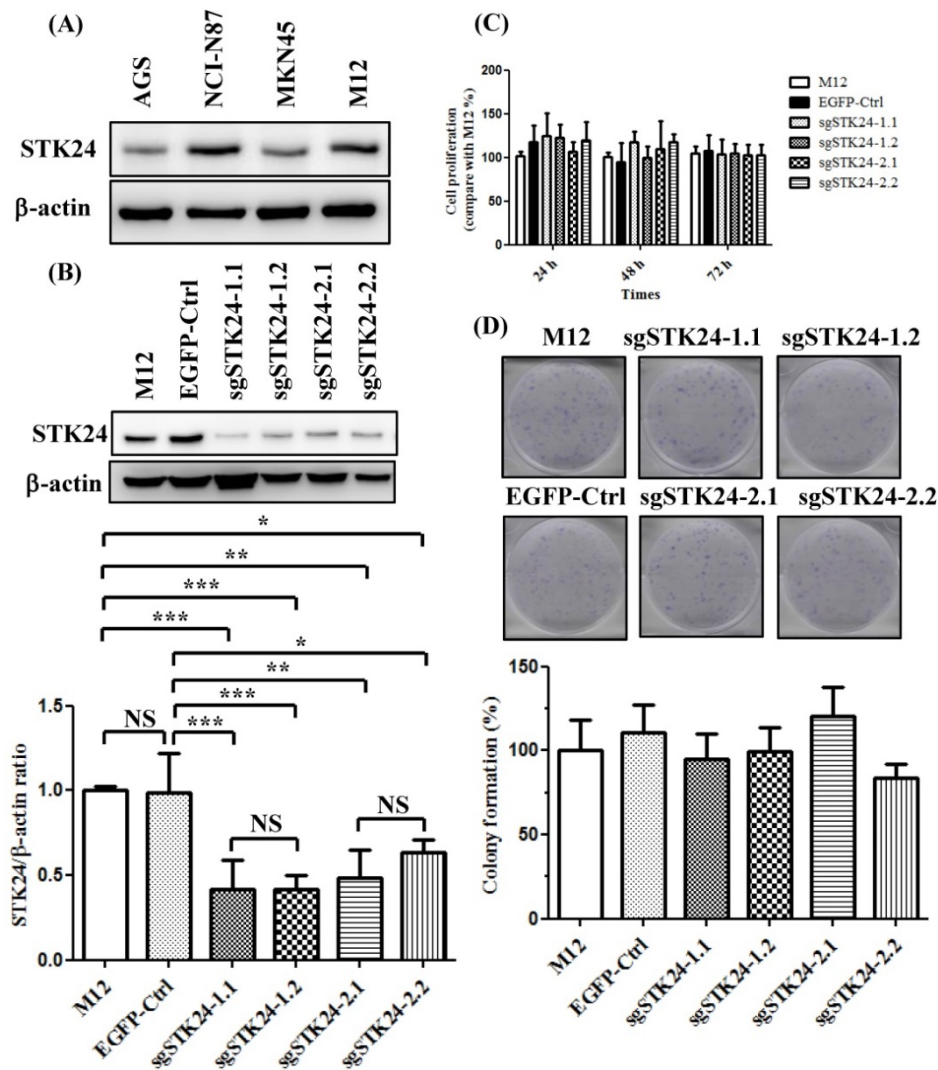 (A)
AGS
NCI-N87
MKN45
M12
STK24
β-actin
(B)
M12
EGFP-Ctrl
sgSTK24-1.1
sgSTK24-1.2
sgSTK24-2.1
sgSTK24-2.2
STK24
β-actin
*
**
***
***
*
**
***
***
NS
NS
NS
STK24/β-actin ratio
1.5
1.0
0.5
0.0
M12
EGFP-Ctrl
sgSTK24-1.1
sgSTK24-1.2
sgSTK24-2.1
sgSTK24-2.2
(C)
Cell proliferation
(compare with M12 %)
200
150
100
50
0
24 h
48 h
72 h
Times
M12
EGFP-Ctrl
sgSTK24-1.1
sgSTK24-1.2
sgSTK24-2.1
sgSTK24-2.2
(D)
M12 sgSTK24-1.1 sgSTK24-1.2
EGFP-Ctrl sgSTK24-2.1 sgSTK24-2.2
Colony formation (%)
150
100
50
0
M12
EGFP-Ctrl
sgSTK24-1.1
sgSTK24-1.2
sgSTK24-2.1
sgSTK24-2.2